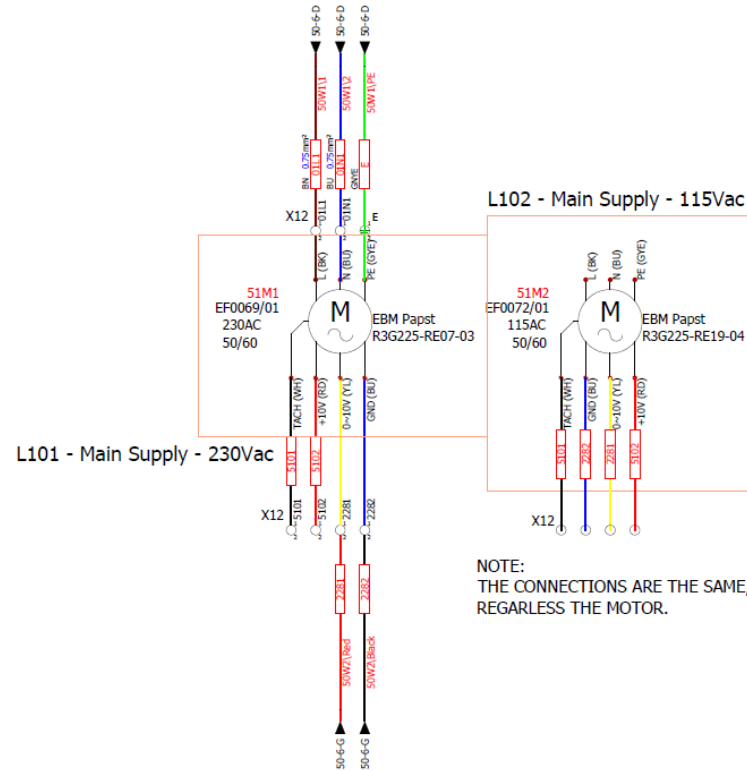 50-6-D
50-6-D
50-6-D
50W1\1
50W1\2
50W1\PE
BN 0.75mm²
01L1
BU 0.75mm²
01N1
GNYE
E
X12
01L1
01N1
E
L102 - Main Supply - 115Vac
L (BK)
N (BU)
PE (GYE)
51M1
EF0069/01
230AC
50/60
M
EBM Papst
R3G225-RE07-03
L (BK)
N (BU)
PE (GYE)
51M2
EF0072/01
115AC
50/60
M
EBM Papst
R3G225-RE19-04
TACH (WH)
+10V (RD)
0~10V (YL)
GND (BU)
TACH (WH)
GND (BU)
0~10V (YL)
+10V (RD)
L101 - Main Supply - 230Vac
5101
5102
5101
2282
2281
5102
X12
5101
5102
2281
2282
X12
2281
2282
NOTE:
THE CONNECTIONS ARE THE SAME,
REGARLESS THE MOTOR.
50W2\Red
50W2\Black
50-6-G
50-6-G